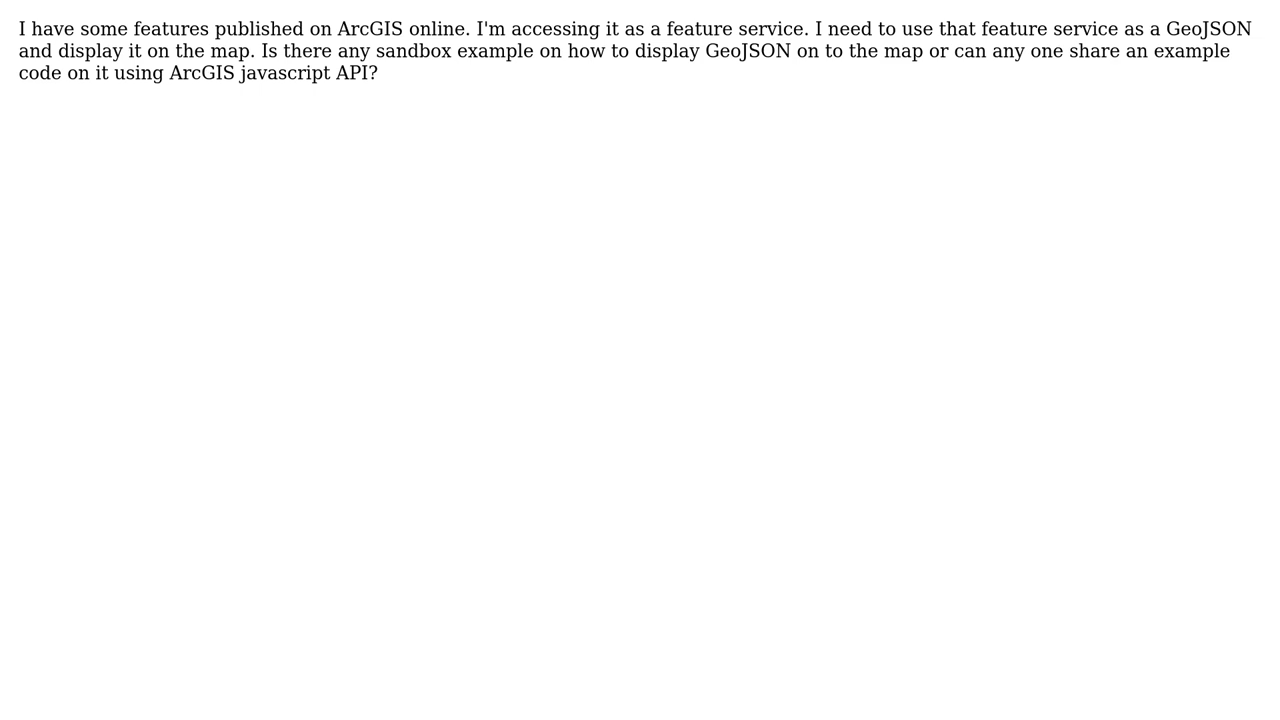 I have some features published on ArcGIS online. I'm accessing it as a feature service. I need to use that feature service as a GeoJSON
and display it on the map. Is there any sandbox example on how to display GeoJSON on to the map or can any one share an example
code on it using ArcGIS javascript API?